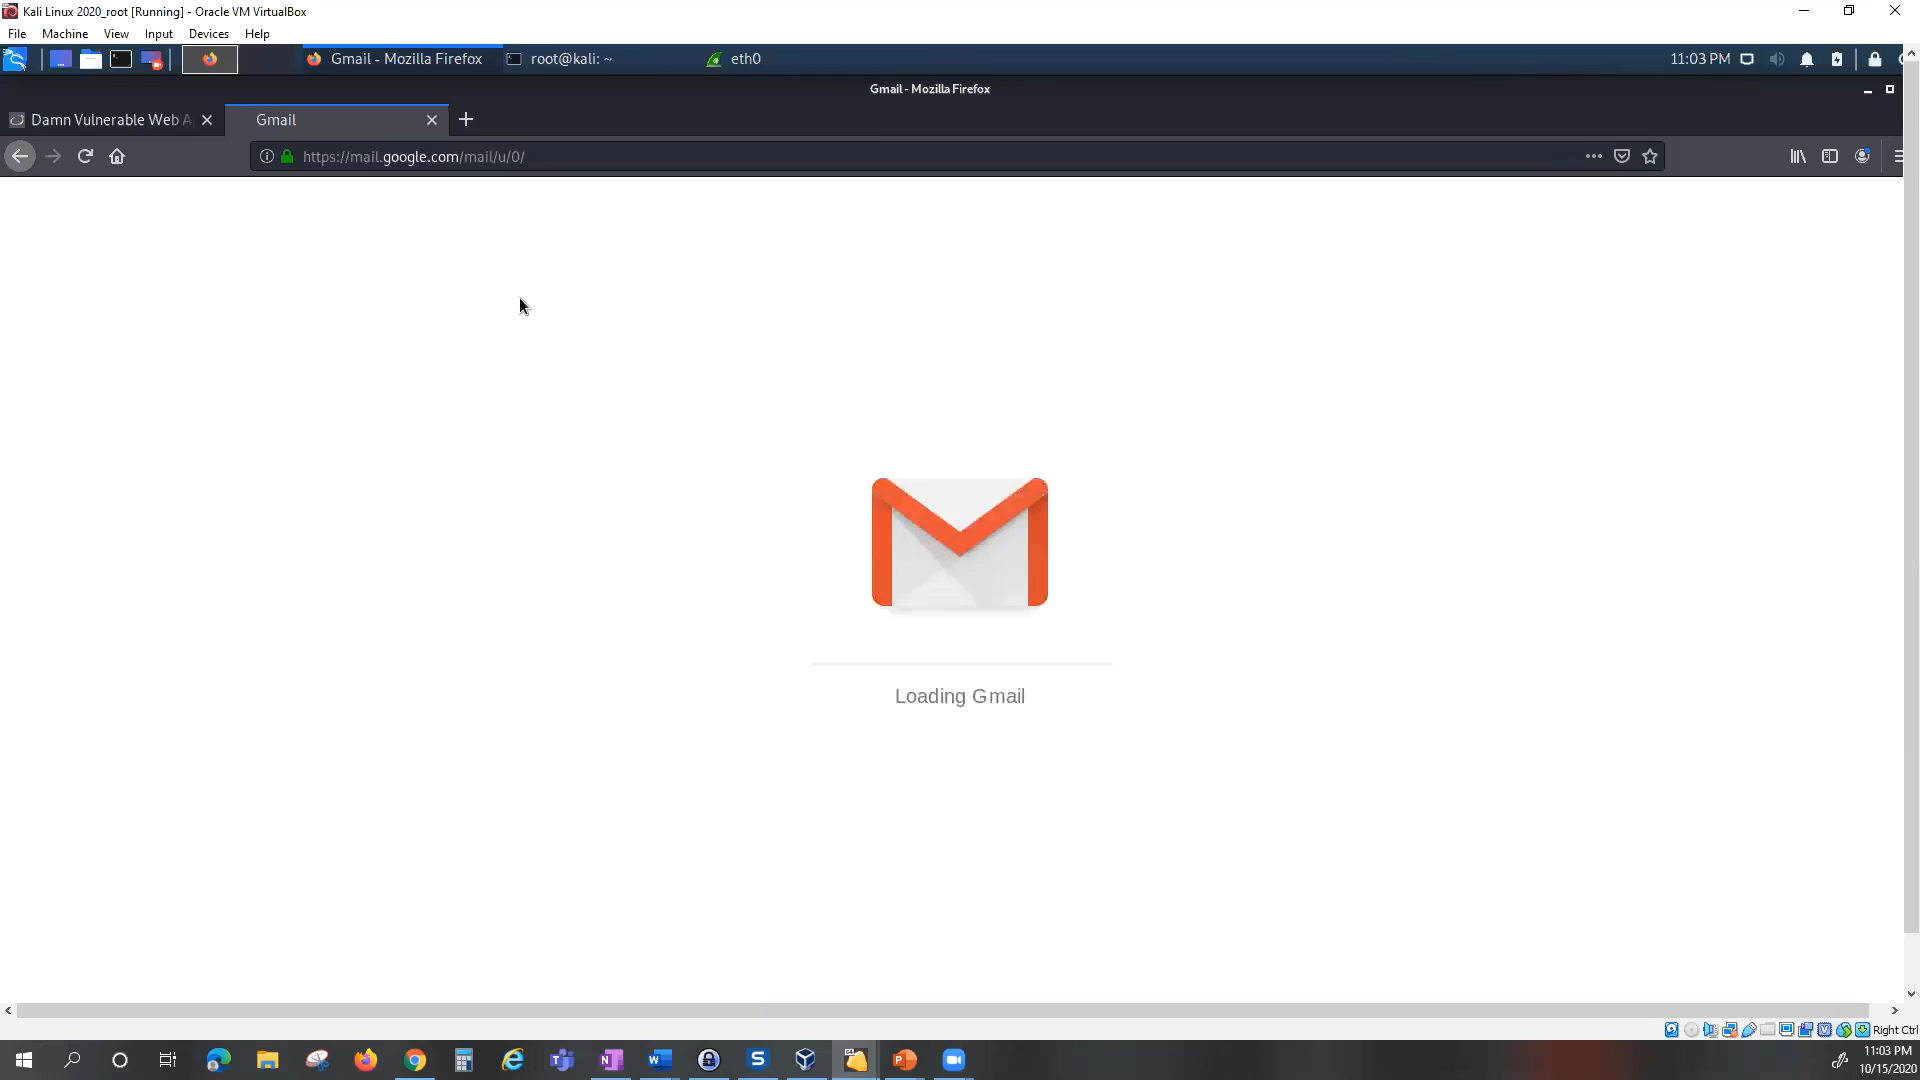 Kali Linux 2020_root [Running] - Oracle VM VirtualBox
File Machine View Input Devices Help
Gmail - Mozilla Firefox root@kali: ~ eth0 11:03 PM
Gmail - Mozilla Firefox
Damn Vulnerable Web A Gmail
https://mail.google.com/mail/u/0/
Loading Gmail
Right Ctrl
11:03 PM
10/15/2020